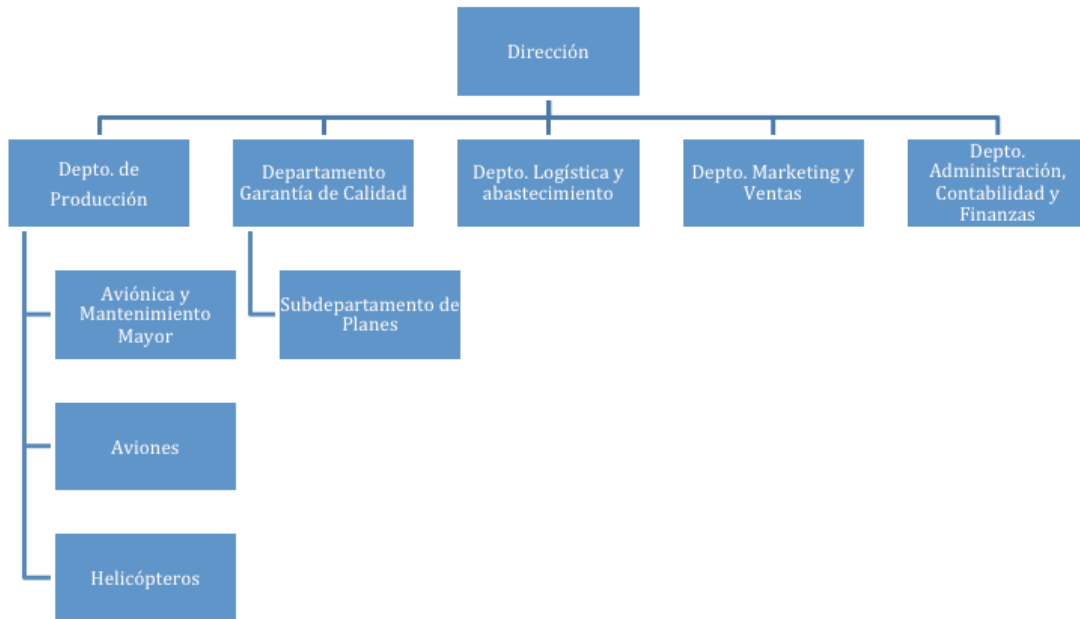 Dirección
Depto. de
Producción
Departamento
Garantía de Calidad
Depto. Logística y
abastecimiento
Depto. Marketing y
Ventas
Depto.
Administración,
Contabilidad y
Finanzas
Aviónica y
Mantenimiento
Mayor
Subdepartamento de
Planes
Aviones
Helicópteros